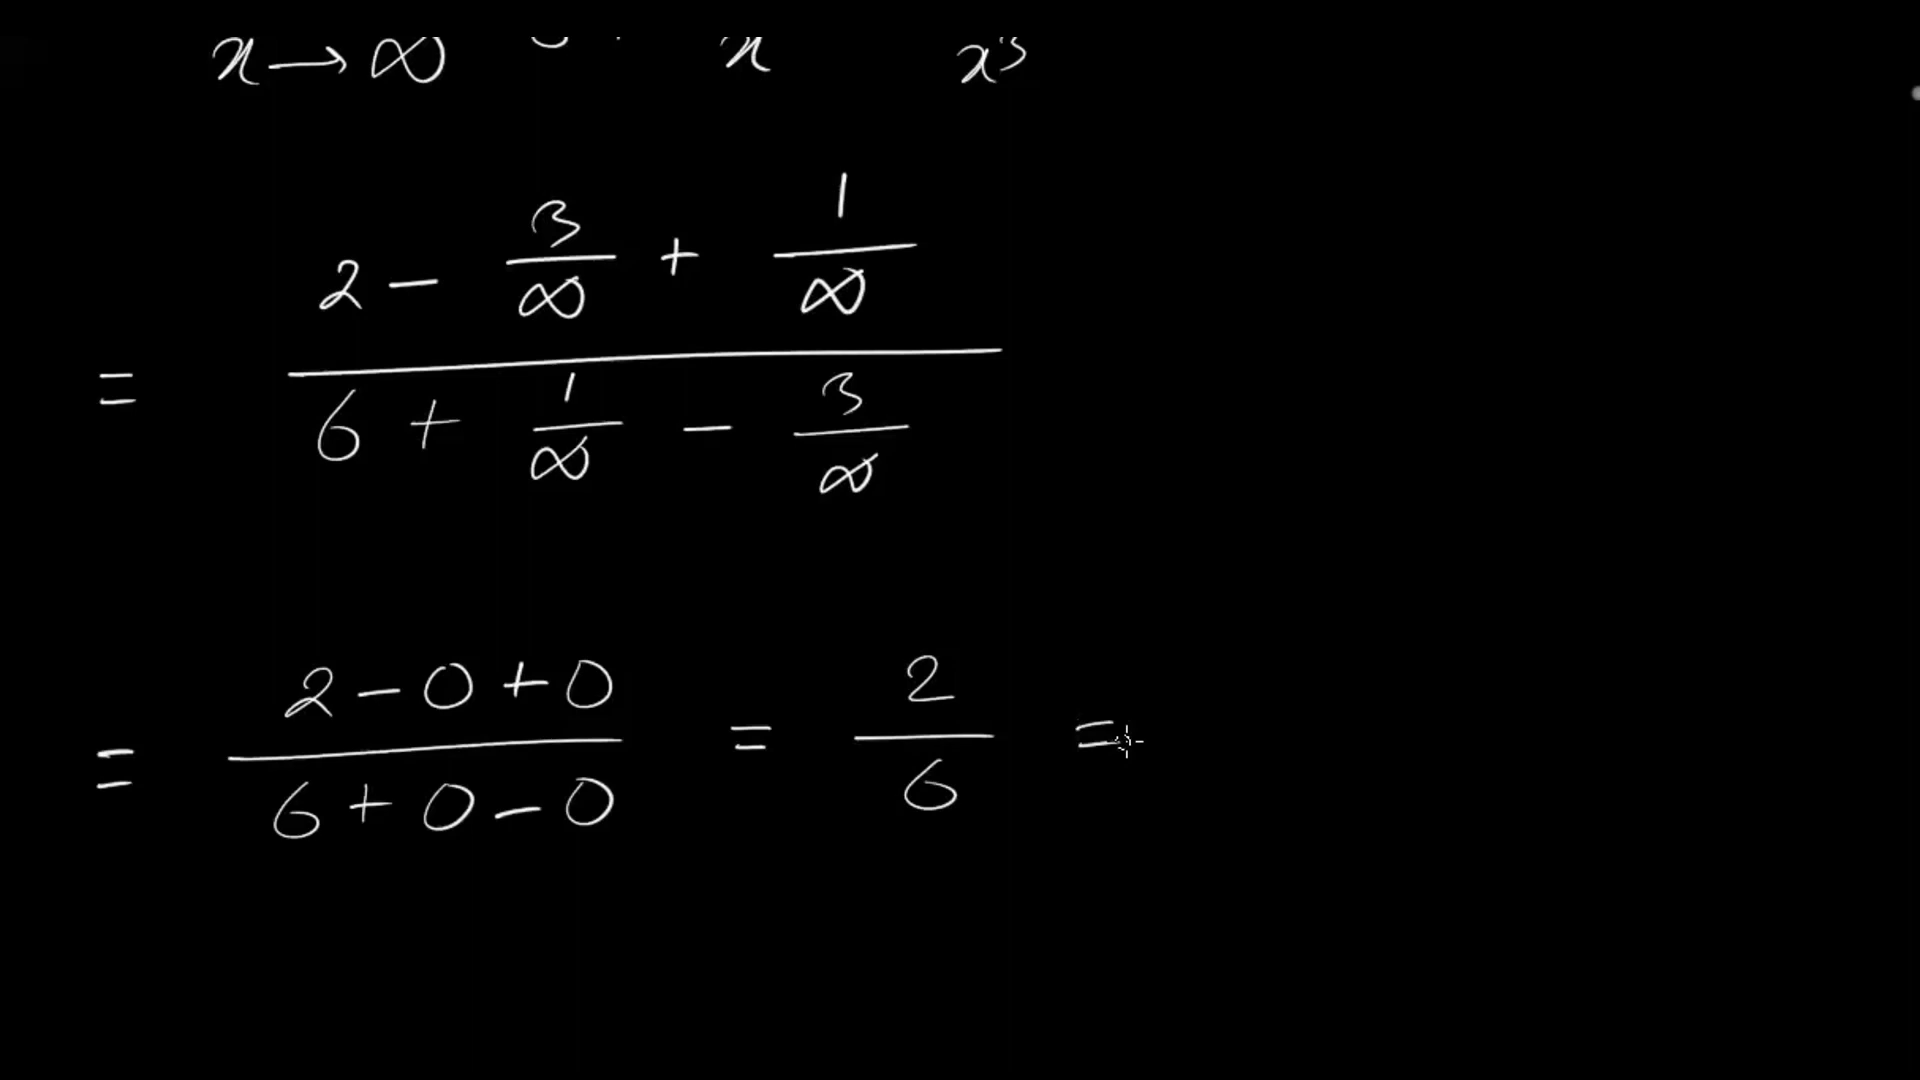 x → ∞ x x³
2 - 3/∞ + 1/∞
=
6 + 1/∞ - 3/∞
2 - 0 + 0 2
= = =
6 + 0 - 0 6